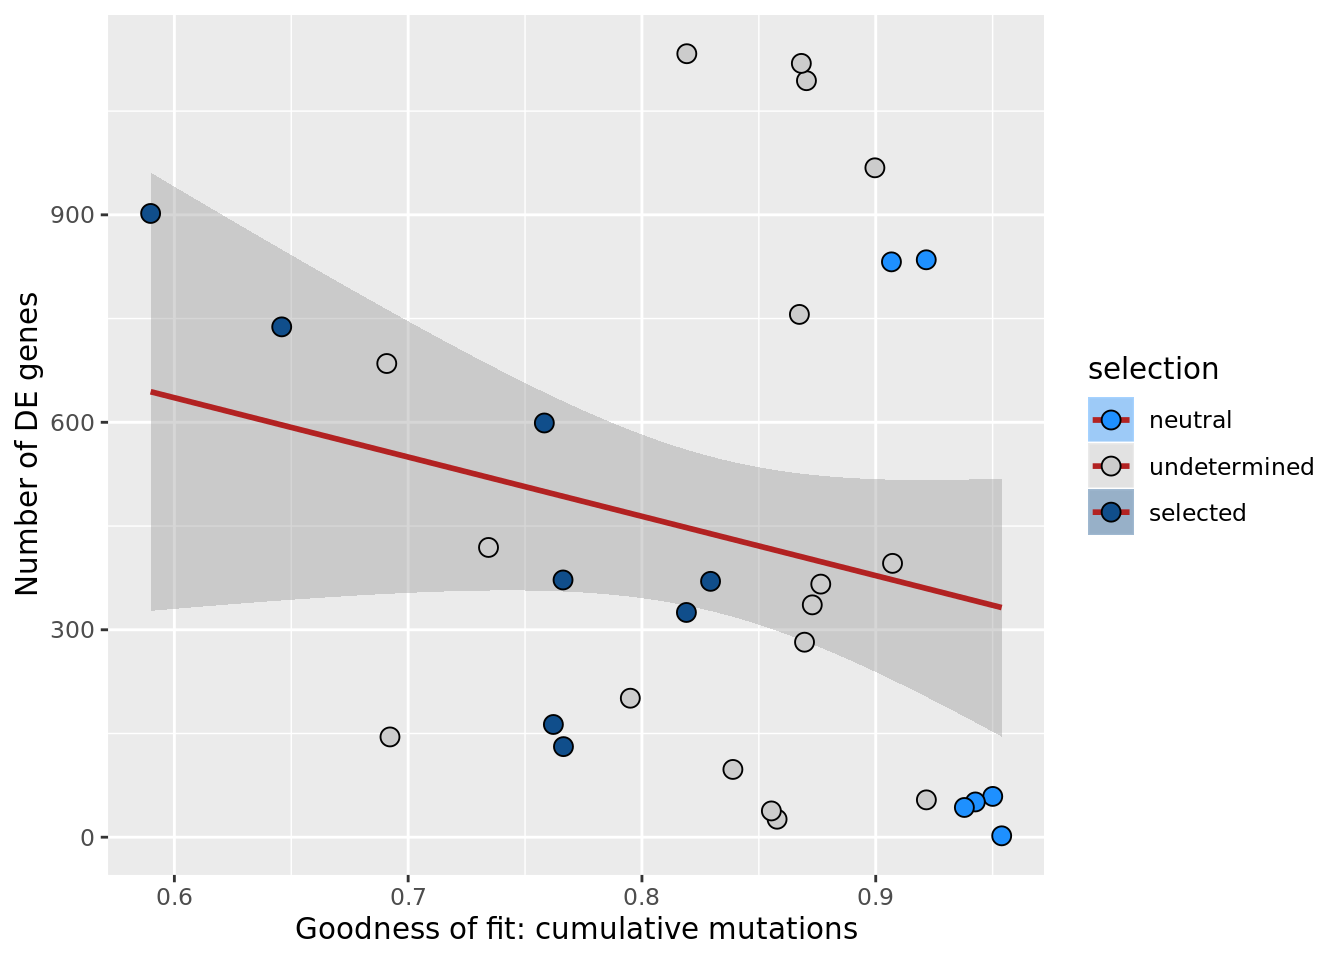 Number of DE genes
900
600
300
0
0.6
0.7
0.8
0.9
Goodness of fit: cumulative mutations
selection
neutral
undetermined
selected